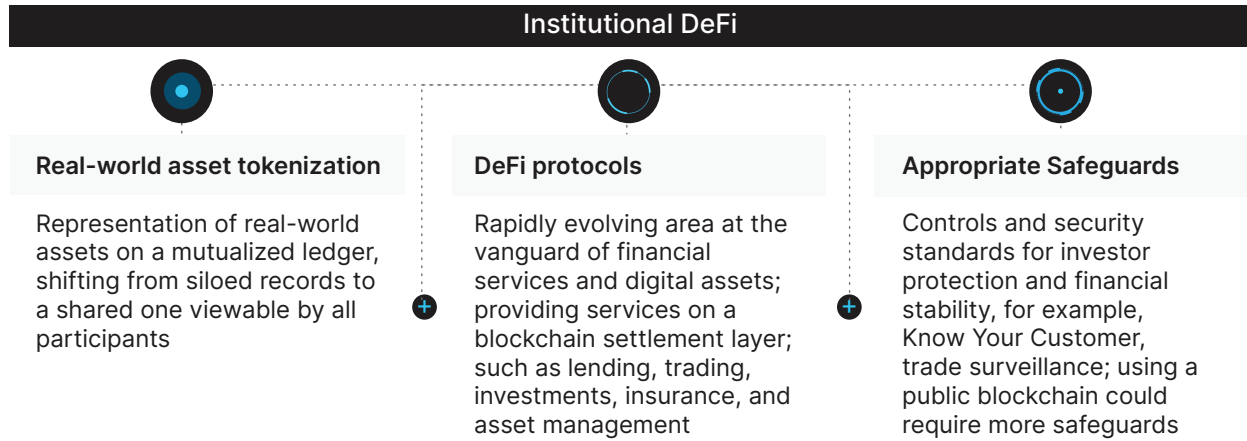 Institutional DeFi
Real-world asset tokenization
Representation of real-world
assets on a mutualized ledger,
shifting from siloed records to
a shared one viewable by all
participants
+
DeFi protocols
Rapidly evolving area at the
vanguard of financial
services and digital assets;
providing services on a
blockchain settlement layer;
such as lending, trading,
investments, insurance, and
asset management
+
Appropriate Safeguards
Controls and security
standards for investor
protection and financial
stability, for example,
Know Your Customer,
trade surveillance; using a
public blockchain could
require more safeguards